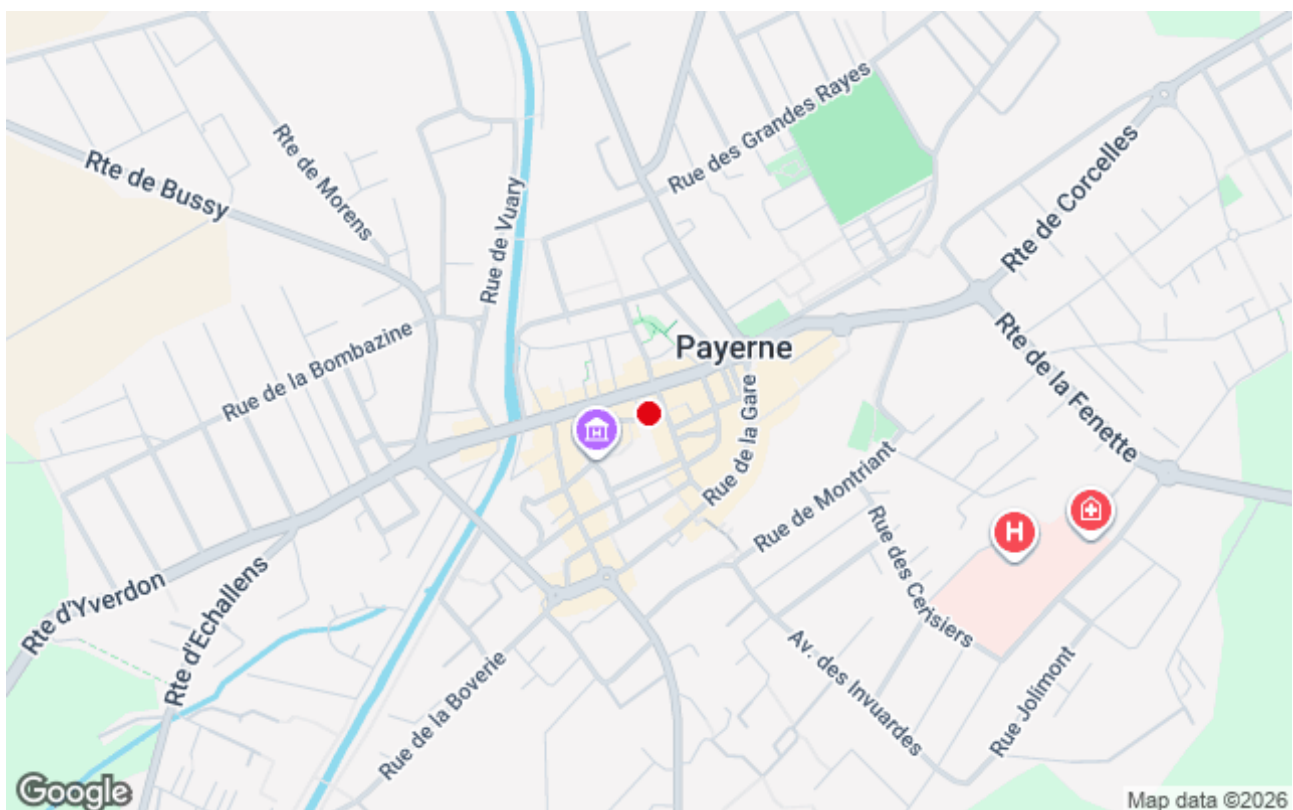 Rue des Grandes Rayes
Rte de Morens
Rte de Bussy
Rue de Vuary
Rte de Corcelles
Rue de la Bombazine
Payerne
Rte de la Fenette
Rue de la Gare
H
Rue de Montriant
H
Rue des Cerisiers
Rte d'Yverdon
Rte d'Echallens
Av. des Invuardes
Rue de la Boverie
Rue Jolimont
Google
Map data ©2026